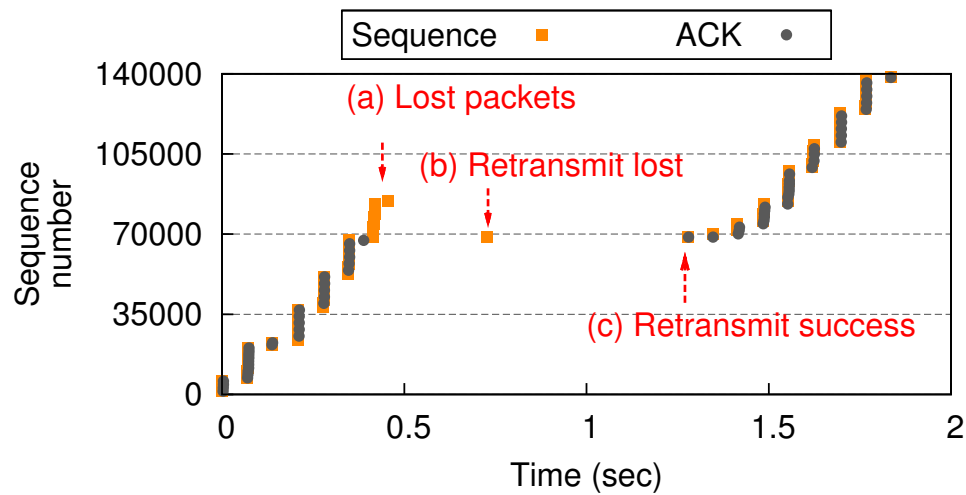 Sequence ACK
140000
105000
70000
35000
0
Sequence
number
(a) Lost packets
(b) Retransmit lost
(c) Retransmit success
0 0.5 1 1.5 2
Time (sec)